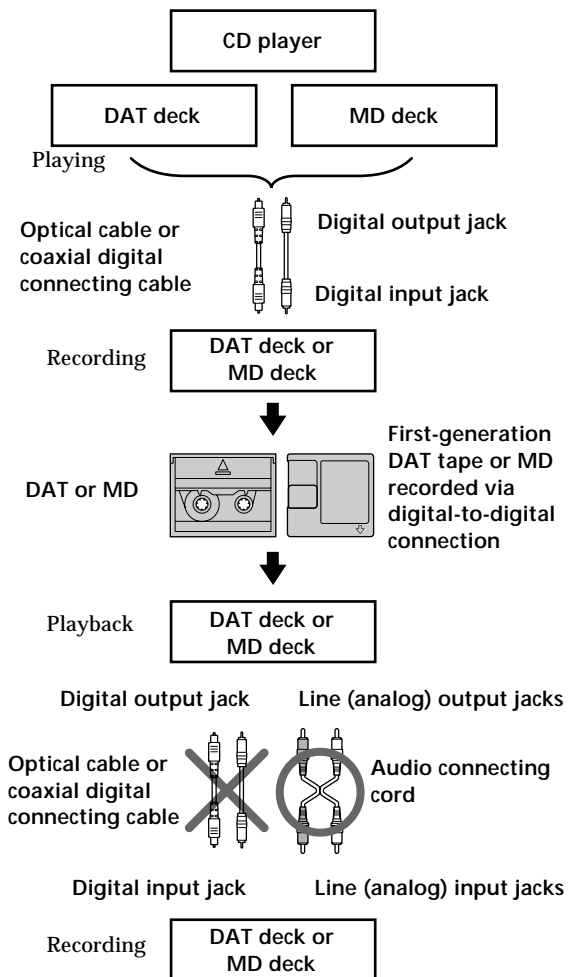 CD player
DAT deck
MD deck
Playing
Optical cable or
coaxial digital
connecting cable
Digital output jack
Digital input jack
Recording
DAT deck or
MD deck
DAT or MD
First-generation
DAT tape or MD
recorded via
digital-to-digital
connection
Playback
DAT deck or
MD deck
Digital output jack
Line (analog) output jacks
Optical cable or
coaxial digital
connecting cable
Audio connecting
cord
Digital input jack
Line (analog) input jacks
Recording
DAT deck or
MD deck